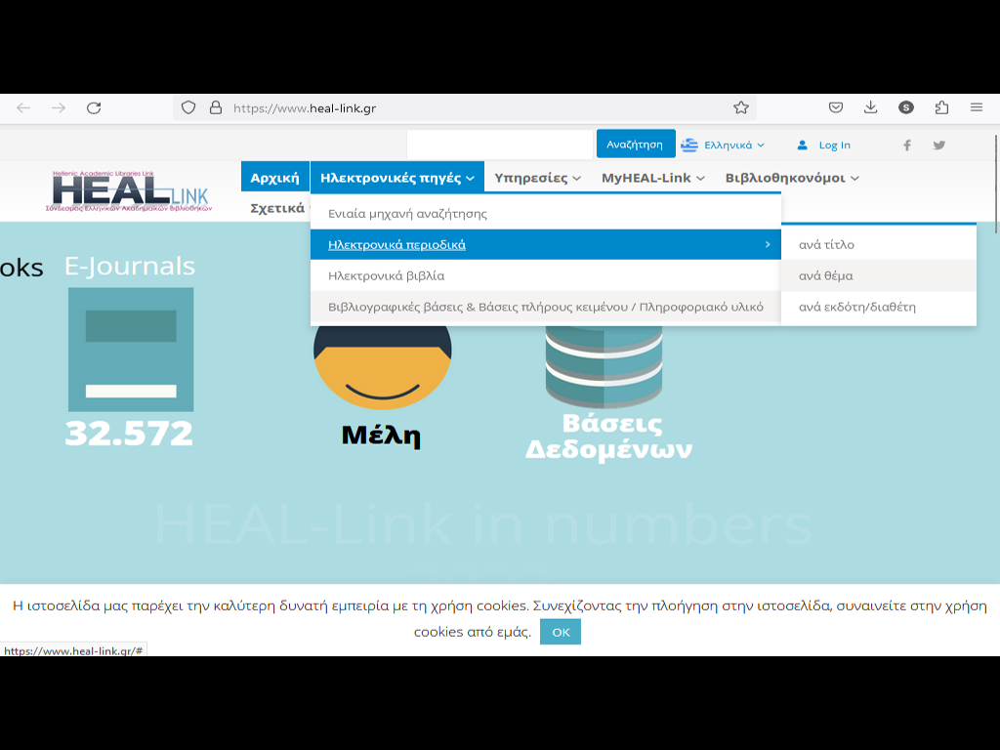 https://www.heal-link.gr
S
Αναζήτηση
Ελληνικά
Log In
Hellenic Academic Libraries Link
HEAL LINK
Σύνδεσμος Ελληνικών Ακαδημαϊκών Βιβλιοθηκών
Αρχική
Ηλεκτρονικές πηγές
Υπηρεσίες
MyHEAL-Link
Βιβλιοθηκονόμοι
Σχετικά
Ενιαία μηχανή αναζήτησης
Ηλεκτρονικά περιοδικά
ανά τίτλο
Ηλεκτρονικά βιβλία
ανά θέμα
Βιβλιογραφικές βάσεις & Βάσεις πλήρους κειμένου / Πληροφοριακό υλικό
ανά εκδότη/διαθέτη
ooks
E-Journals
32.572
Μέλη
Βάσεις
Δεδομένων
HEAL-Link in numbers
Η ιστοσελίδα μας παρέχει την καλύτερη δυνατή εμπειρία με τη χρήση cookies. Συνεχίζοντας την πλοήγηση στην ιστοσελίδα, συναινείτε στην χρήση
cookies από εμάς.
OK
https://www.heal-link.gr/#